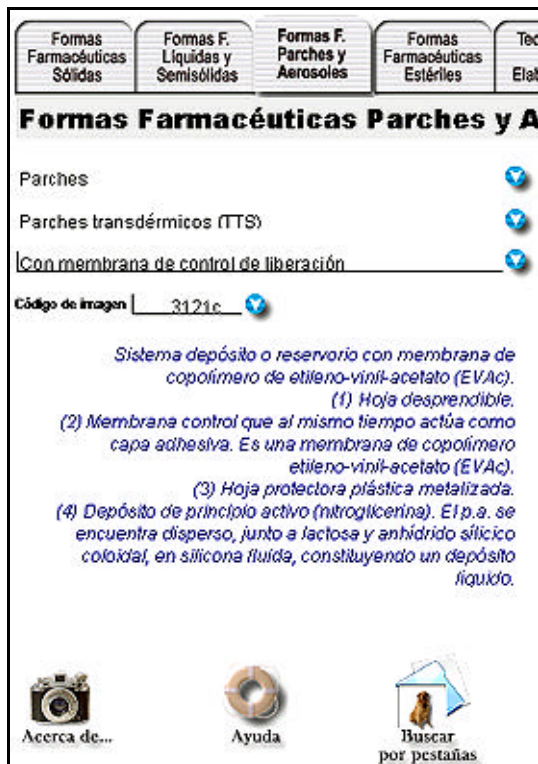 Formas
Farmacéuticas
Sólidas
Formas F.
Líquidas y
Semisólidas
Formas F.
Parches y
Aerosoles
Formas
Farmacéuticas
Estériles
Formas Farmacéuticas Parches y A
Parches
Parches transdérmicos (TTS)
Con membrana de control de liberación
Código de imagen 3121c
Sistema depósito o reservorio con membrana de
copolímero de etileno-vinil-acetato (EVAc).
(1) Hoja desprendible.
(2) Membrana control que al mismo tiempo actúa como
capa adhesiva. Es una membrana de copolímero
etileno-vinil-acetato (EVAc).
(3) Hoja protectora plástica metalizada.
(4) Depósito de principio activo (nitroglicerina). El p.a. se
encuentra disperso, junto a lactosa y anhídrido silícico
coloidal, en silicona fluida, constituyendo un depósito
líquido.
Acerca de...
Ayuda
Buscar
por pestañas